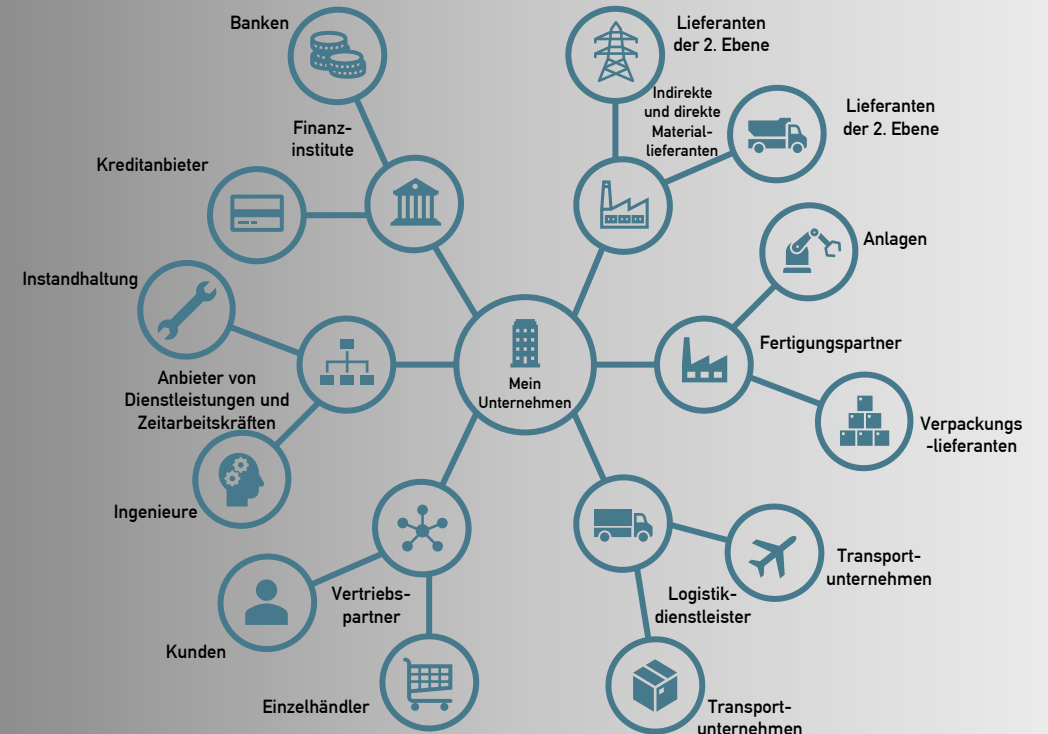 Banken
Lieferanten
der 2. Ebene
Indirekte
und direkte
Material-
lieferanten
Lieferanten
der 2. Ebene
Finanz-
institute
Kreditanbieter
Anlagen
Instandhaltung
Fertigungspartner
Mein
Unternehmen
Anbieter von
Dienstleistungen und
Zeitarbeitskräften
Verpackungs
-lieferanten
Ingenieure
Transport-
unternehmen
Vertriebs-
partner
Logistik-
dienstleister
Kunden
Einzelhändler
Transport-
unternehmen